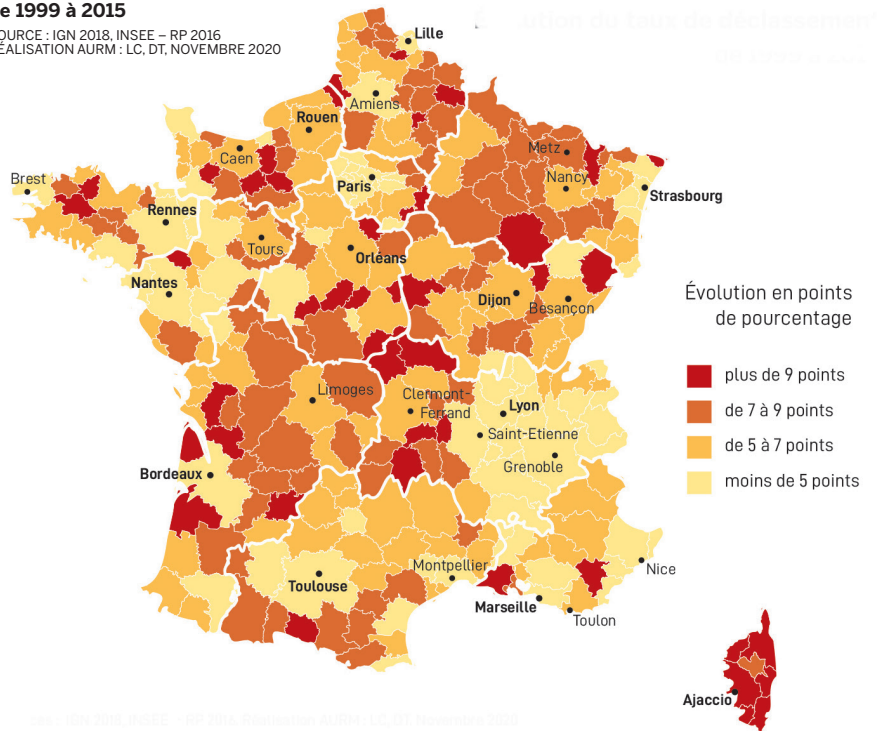 e 1999 à 2015
OURCE : IGN 2018, INSEE – RP 2016
ÉALISATION AURM : LC, DT, NOVEMBRE 2020
Lille
Amiens
Rouen
Caen
Metz
Nancy
Strasbourg
Brest
Paris
Rennes
Tours
Orléans
Nantes
Dijon
Besançon
Évolution en points
de pourcentage
plus de 9 points
de 7 à 9 points
de 5 à 7 points
moins de 5 points
Limoges
Clermont-
Ferrand
Lyon
Saint-Etienne
Grenoble
Bordeaux
Montpellier
Toulouse
Nice
Marseille
Toulon
Ajaccio